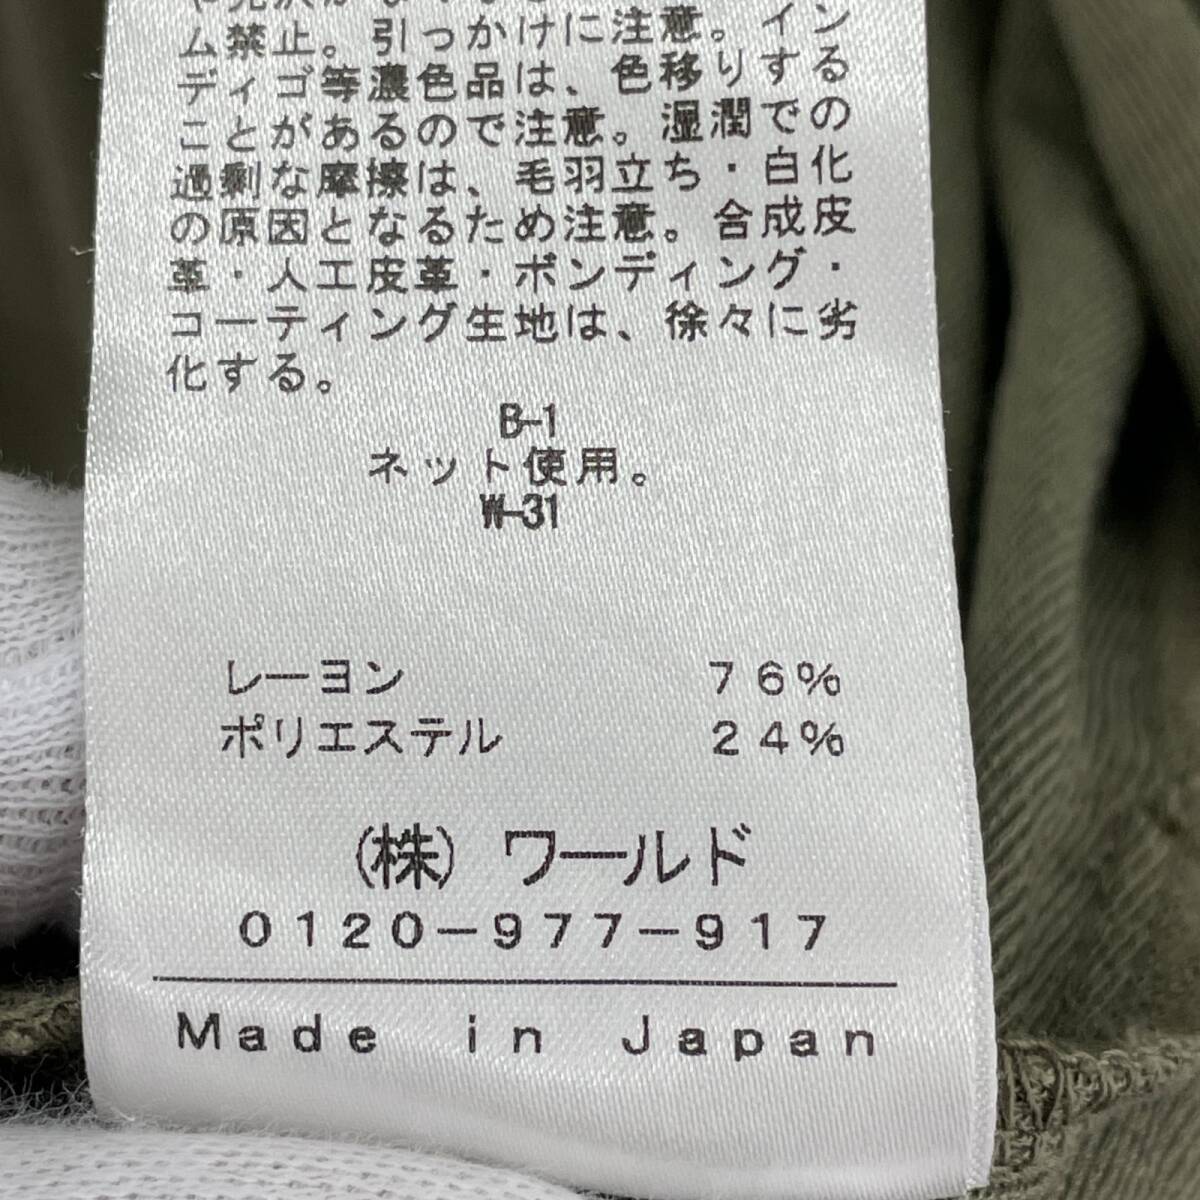 ム禁止。引っかけに注意。イン
ディゴ等濃色品は、色移りする
ことがあるので注意。湿潤での
過剰な摩擦は、毛羽立ち・白化
の原因となるため注意。合成皮
革・人工皮革・ボンディング・
コーティング生地は、徐々に劣
化する。
B-1
ネット使用。
W-31
レーヨン 76%
ポリエステル 24%
(株) ワールド
0120-977-917
Made in Japan